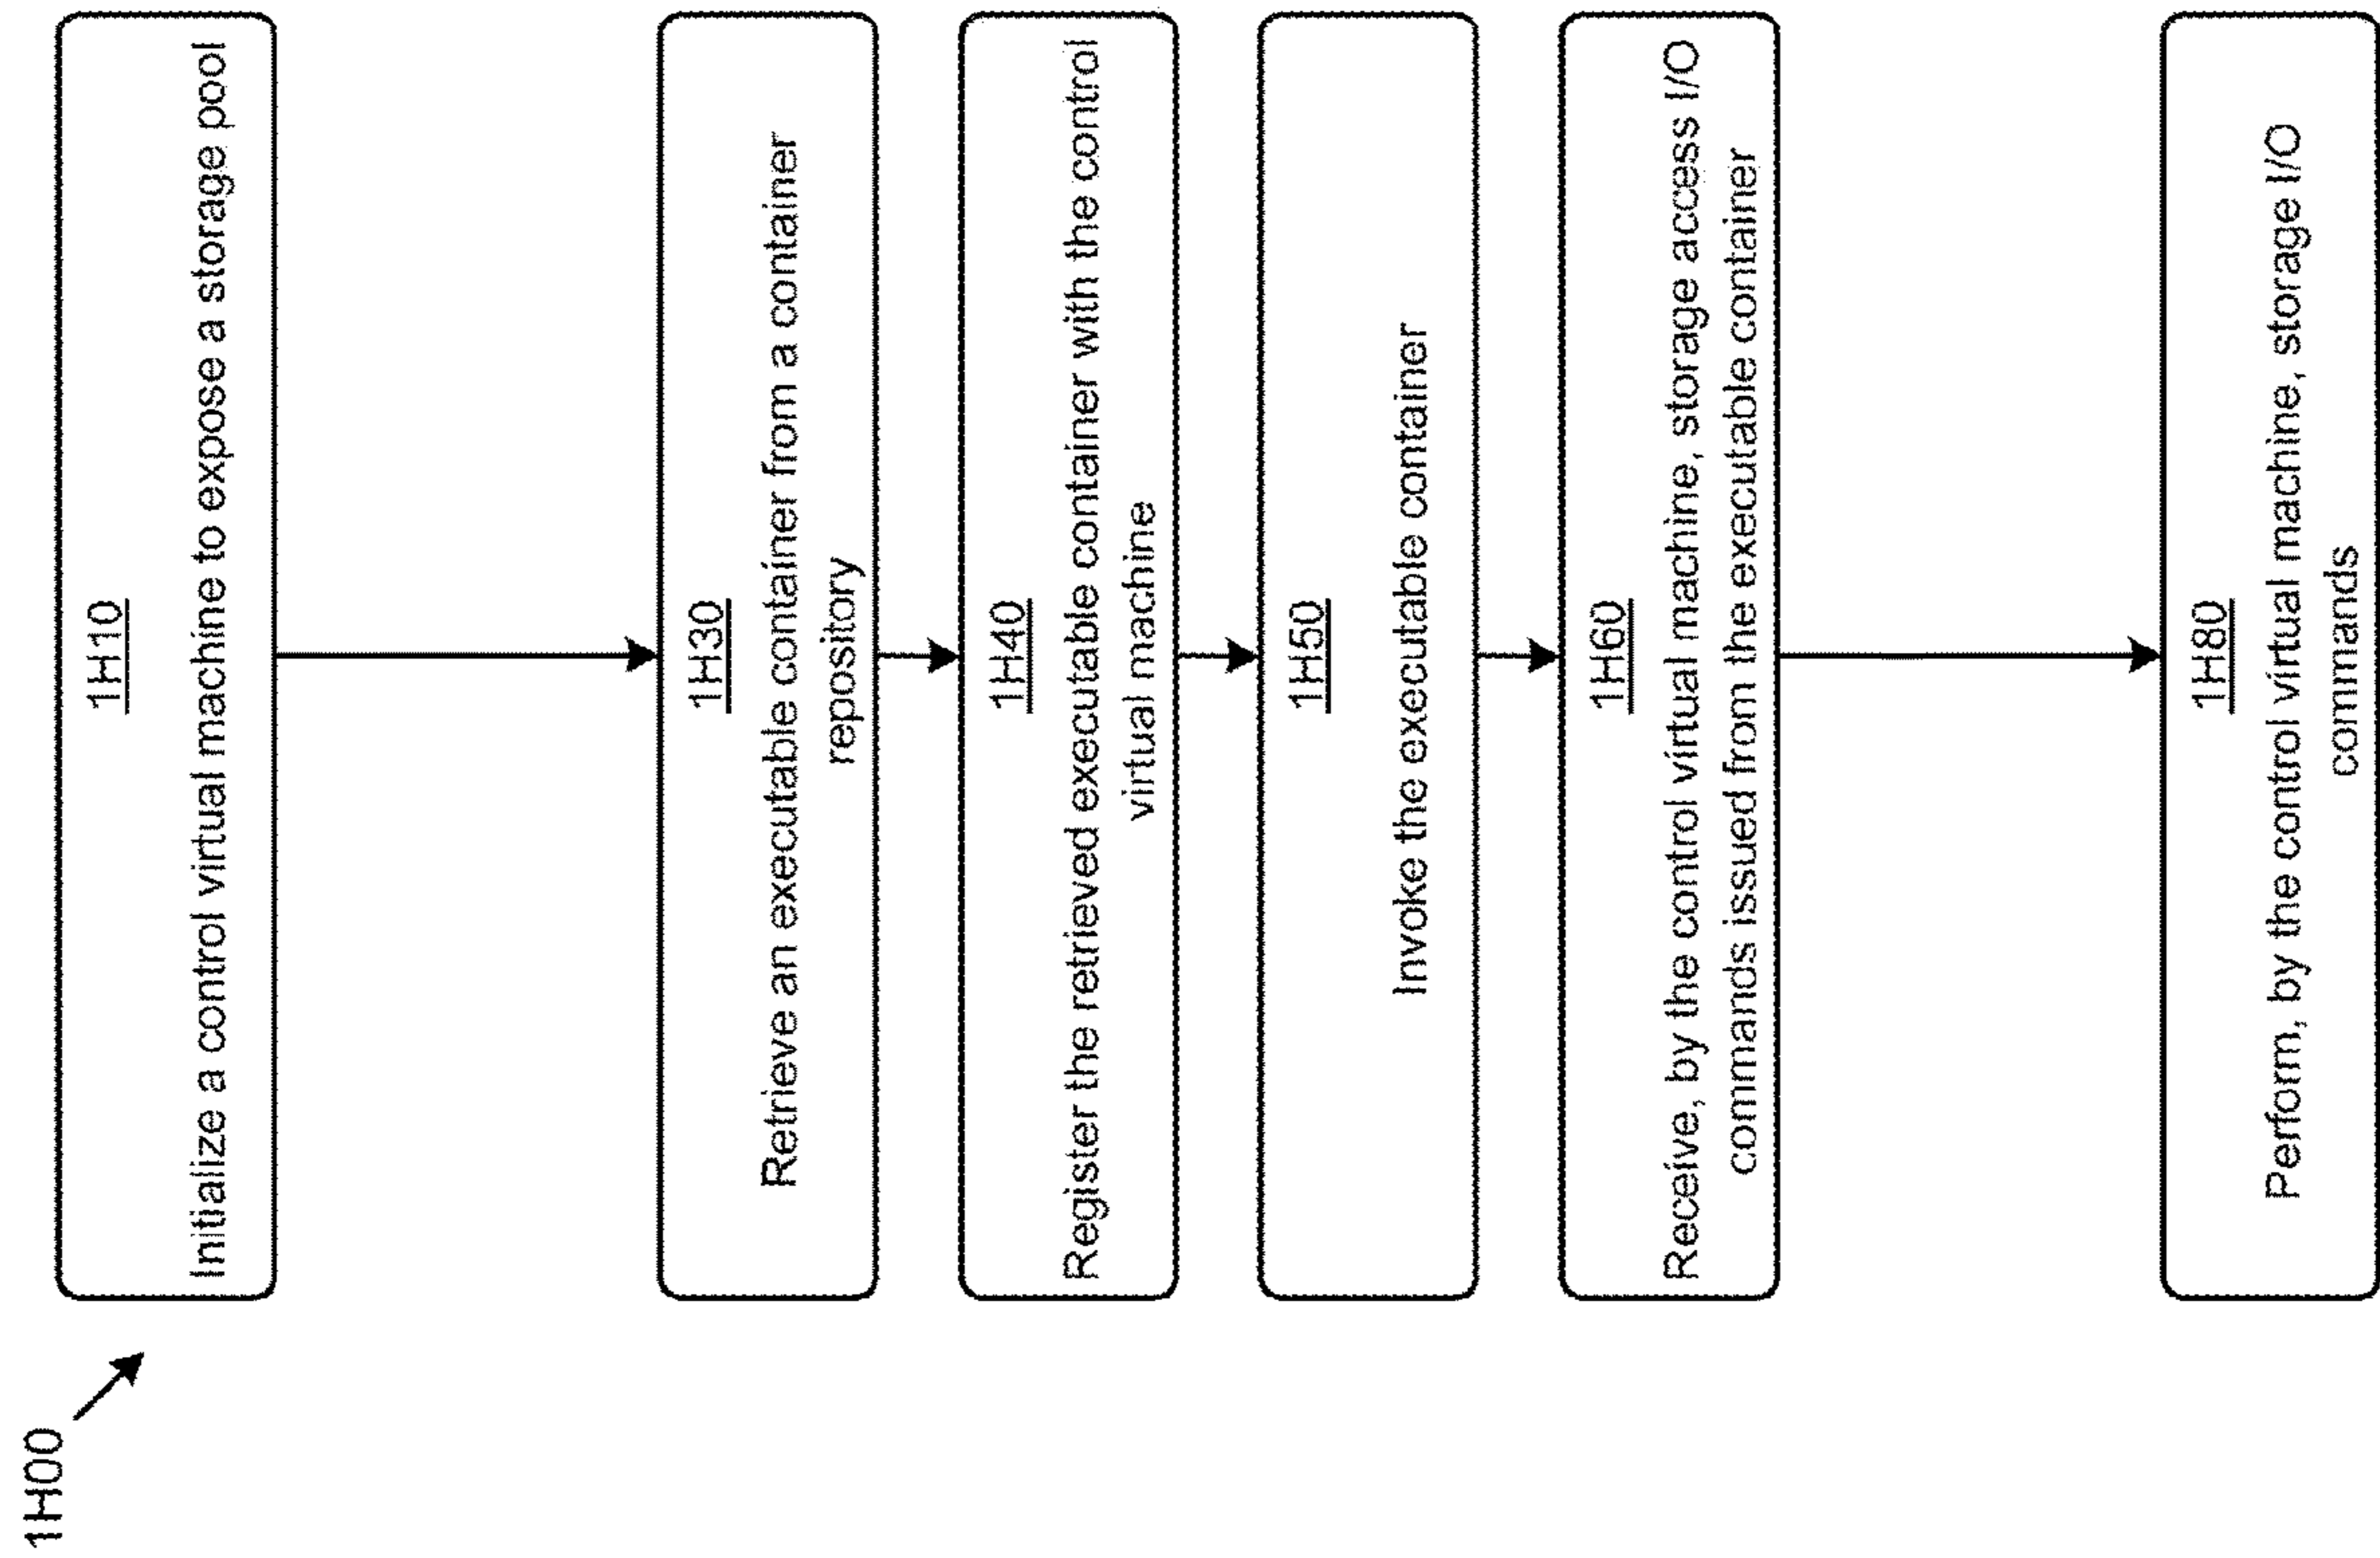 1H00
1H10
Initialize a control virtual machine to expose a storage pool
1H30
Retrieve an executable container from a container
repository
1H40
Register the retrieved executable container with the control
virtual machine
1H50
Invoke the executable container
1H60
Receive, by the control virtual machine, storage access I/O
commands issued from the executable container
1H80
Perform, by the control virtual machine, storage I/O
commands